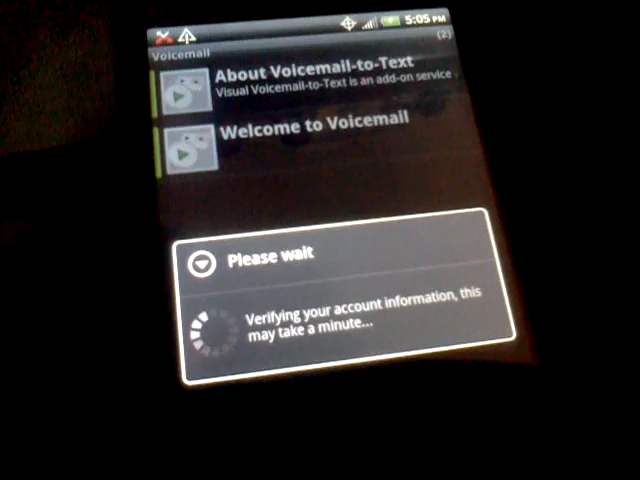 5:05 PM
Voicemail (2)
About Voicemail-to-Text
Visual Voicemail-to-Text is an add-on service
Welcome to Voicemail
Please wait
Verifying your account information, this
may take a minute...